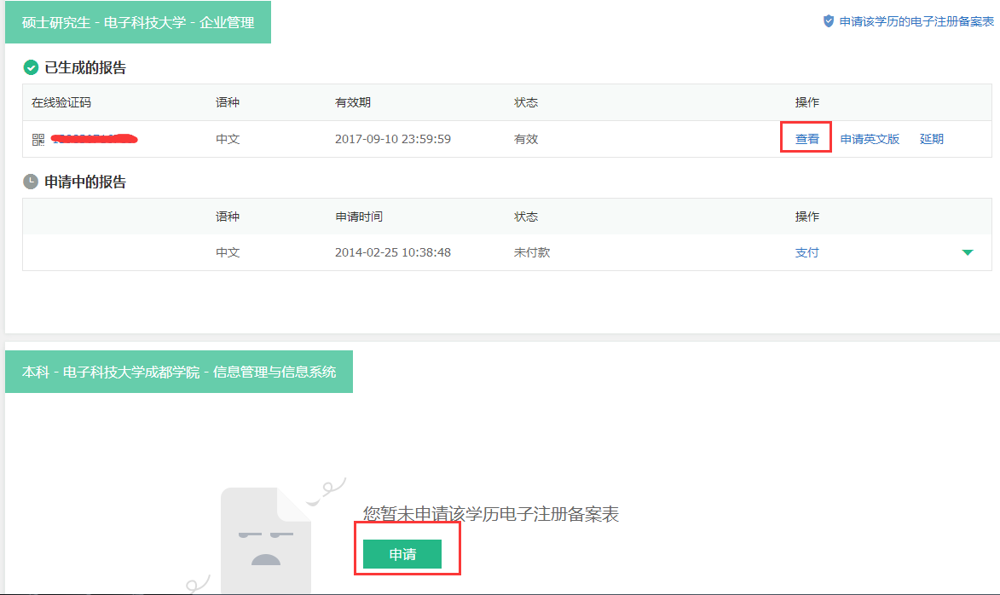 硕士研究生 - 电子科技大学 - 企业管理
申请该学历的电子注册备案表
已生成的报告
在线验证码 语种 有效期 状态 操作
中文 2017-09-10 23:59:59 有效 查看 申请英文版 延期
申请中的报告
语种 申请时间 状态 操作
中文 2014-02-25 10:38:48 未付款 支付
本科 - 电子科技大学成都学院 - 信息管理与信息系统
您暂未申请该学历电子注册备案表
申请